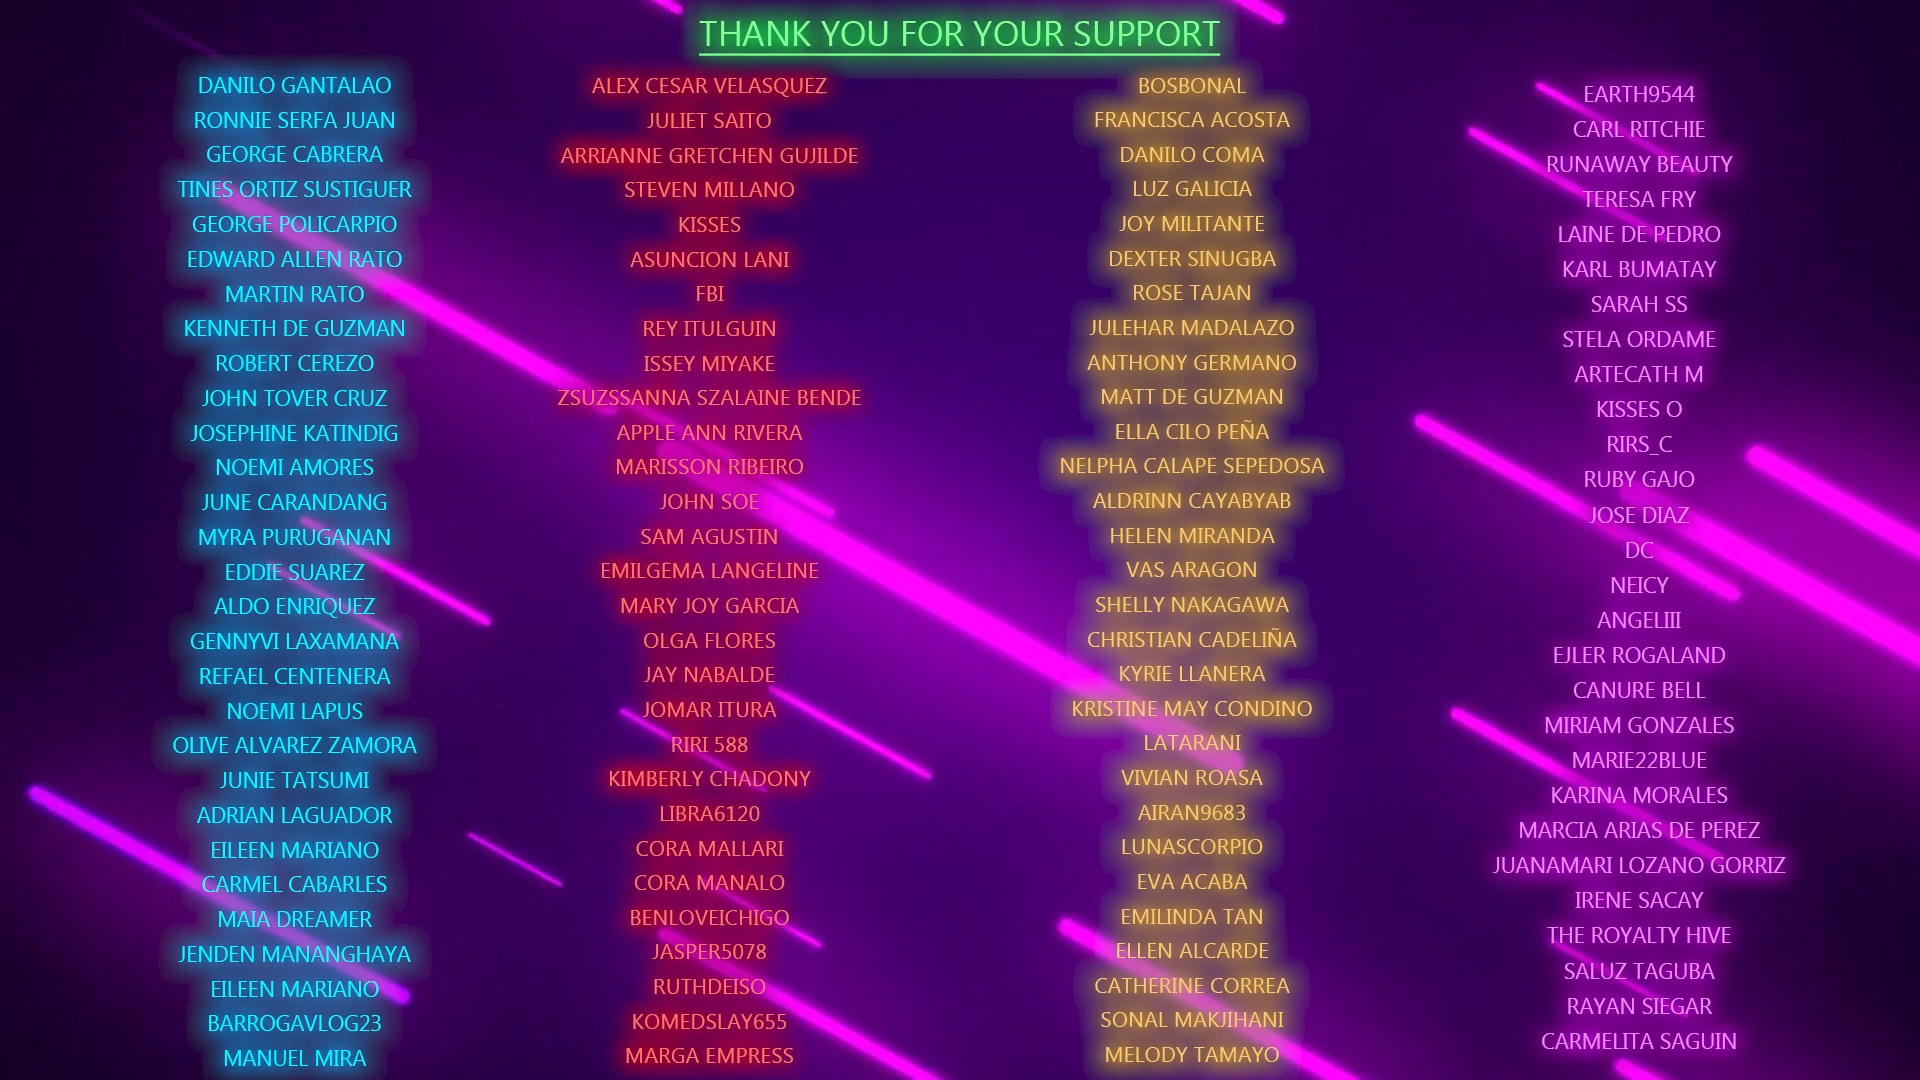 THANK YOU FOR YOUR SUPPORT
DANILO GANTALAO
RONNIE SERFA JUAN
GEORGE CABRERA
TINES ORTIZ SUSTIGUER
GEORGE POLICARPIO
EDWARD ALLEN RATO
MARTIN RATO
KENNETH DE GUZMAN
ROBERT CEREZO
JOHN TOVER CRUZ
JOSEPHINE KATINDIG
NOEMI AMORES
JUNE CARANDANG
MYRA PURUGANAN
EDDIE SUAREZ
ALDO ENRIQUEZ
GENNYVI LAXAMANA
REFAEL CENTENERA
NOEMI LAPUS
OLIVE ALVAREZ ZAMORA
JUNIE TATSUMI
ADRIAN LAGUADOR
EILEEN MARIANO
CARMEL CABARLES
MAIA DREAMER
JENDEN MANANGHAYA
EILEEN MARIANO
BARROGAVLOG23
MANUEL MIRA
ALEX CESAR VELASQUEZ
JULIET SAITO
ARRIANNE GRETCHEN GUJILDE
STEVEN MILLANO
KISSES
ASUNCION LANI
FBI
REY ITULGUIN
ISSEY MIYAKE
ZSUZSSANNA SZALAINE BENDE
APPLE ANN RIVERA
MARISSON RIBEIRO
JOHN SOE
SAM AGUSTIN
EMILGEMA LANGELINE
MARY JOY GARCIA
OLGA FLORES
JAY NABALDE
JOMAR ITURA
RIRI 588
KIMBERLY CHADONY
LIBRA6120
CORA MALLARI
CORA MANALO
BENLOVEICHIGO
JASPER5078
RUTHDEISO
KOMEDSLAY655
MARGA EMPRESS
BOSBONAL
FRANCISCA ACOSTA
DANILO COMA
LUZ GALICIA
JOY MILITANTE
DEXTER SINUGBA
ROSE TAJAN
JULEHAR MADALAZO
ANTHONY GERMANO
MATT DE GUZMAN
ELLA CILO PEÑA
NELPHA CALAPE SEPEDOSA
ALDRINN CAYABYAB
HELEN MIRANDA
VAS ARAGON
SHELLY NAKAGAWA
CHRISTIAN CADELIÑA
KYRIE LLANERA
KRISTINE MAY CONDINO
LATARANI
VIVIAN ROASA
AIRAN9683
LUNASCORPIO
EVA ACABA
EMILINDA TAN
ELLEN ALCARDE
CATHERINE CORREA
SONAL MAKJIHANI
MELODY TAMAYO
EARTH9544
CARL RITCHIE
RUNAWAY BEAUTY
TERESA FRY
LAINE DE PEDRO
KARL BUMATAY
SARAH SS
STELA ORDAME
ARTECATH M
KISSES O
RIRS_C
RUBY GAJO
JOSE DIAZ
DC
NEICY
ANGELIII
EJLER ROGALAND
CANURE BELL
MIRIAM GONZALES
MARIE22BLUE
KARINA MORALES
MARCIA ARIAS DE PEREZ
JUANAMARI LOZANO GORRIZ
IRENE SACAY
THE ROYALTY HIVE
SALUZ TAGUBA
RAYAN SIEGAR
CARMELITA SAGUIN